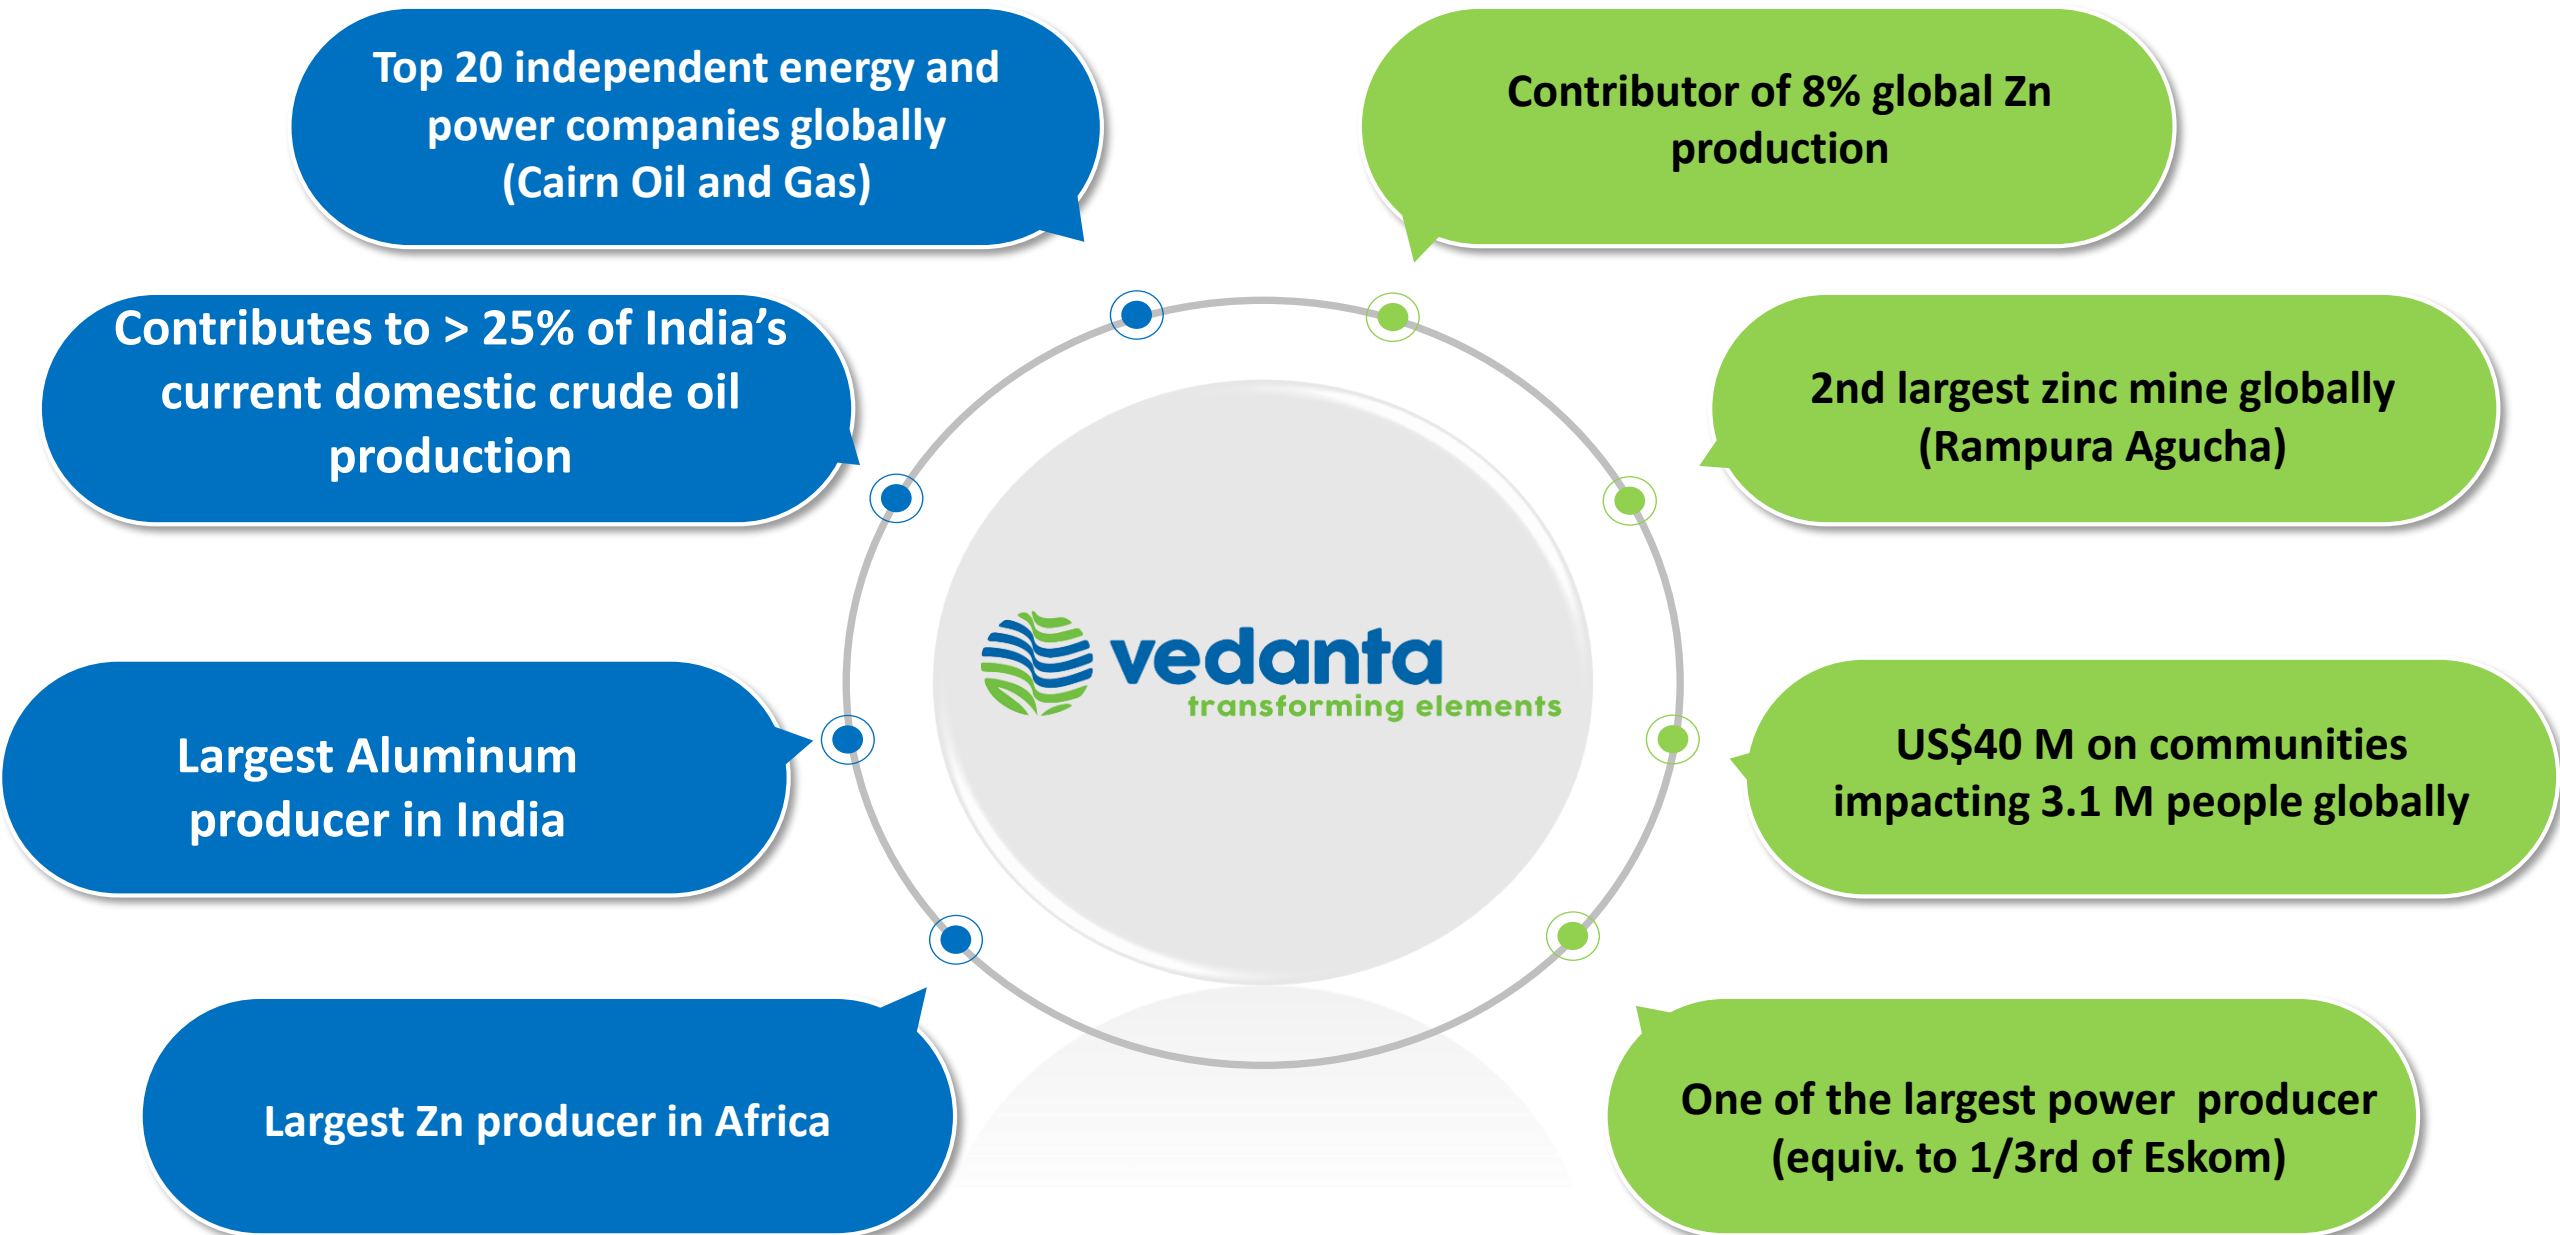 Top 20 independent energy and
power companies globally
(Cairn Oil and Gas)
Contributor of 8% global Zn
production
Contributes to > 25% of India’s
current domestic crude oil
production
2nd largest zinc mine globally
(Rampura Agucha)
vedanta
transforming elements
Largest Aluminum
producer in India
US$40 M on communities
impacting 3.1 M people globally
Largest Zn producer in Africa
One of the largest power  producer
(equiv. to 1/3rd of Eskom)